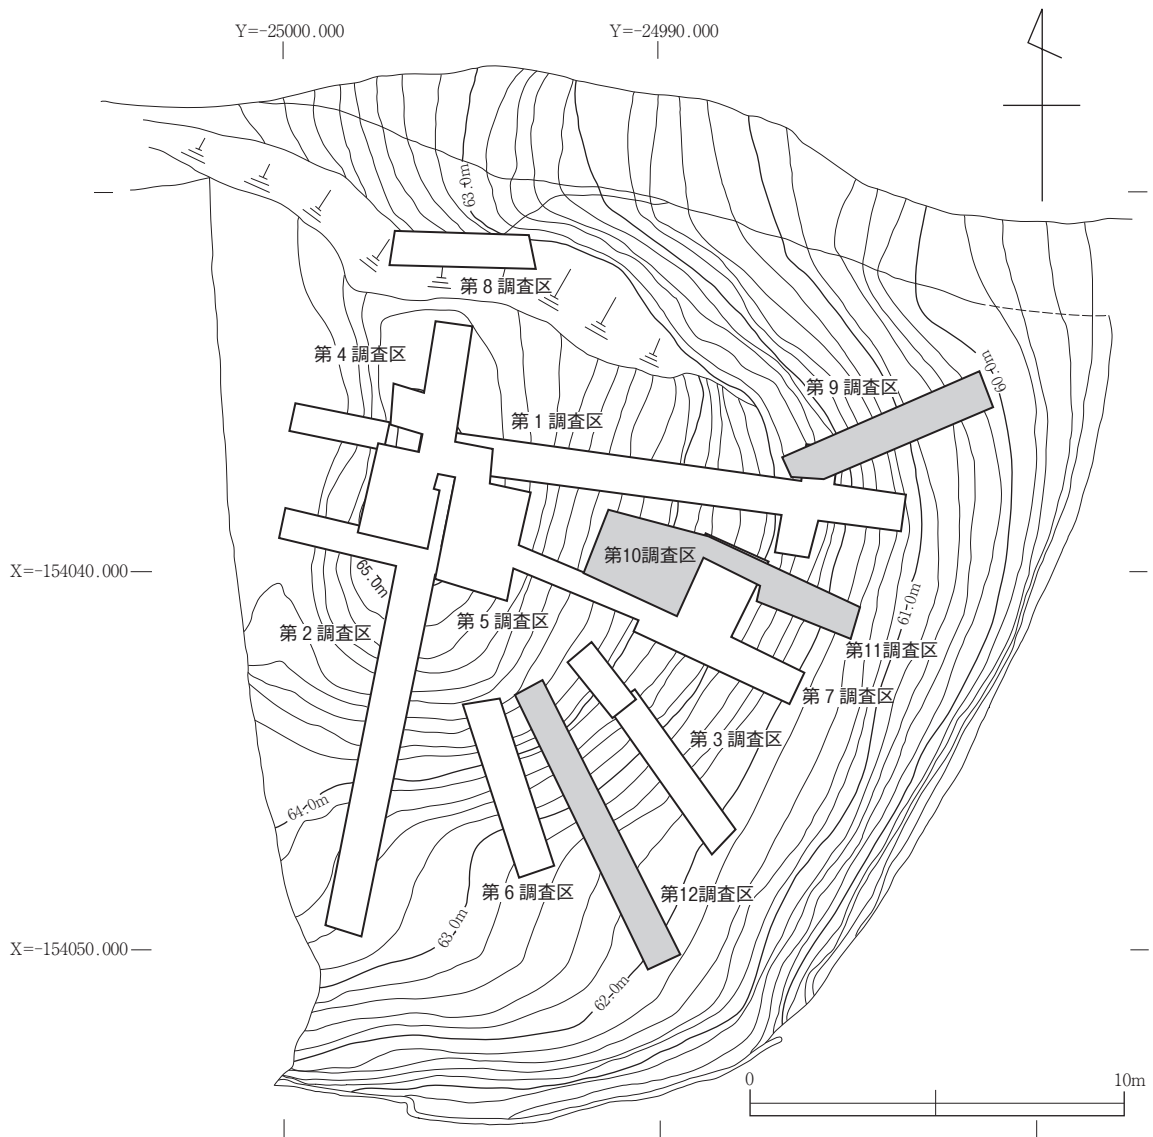 Y=-25000.000
Y=-24990.000
63.0m
第8調査区
第4調査区
60.0m
第9調査区
第1調査区
第10調査区
X=-154040.000
65.0m
61.0m
第2調査区
第5調査区
第11調査区
第7調査区
第3調査区
64.0m
第6調査区
第12調査区
63.0m
X=-154050.000
62.0m
0
10m